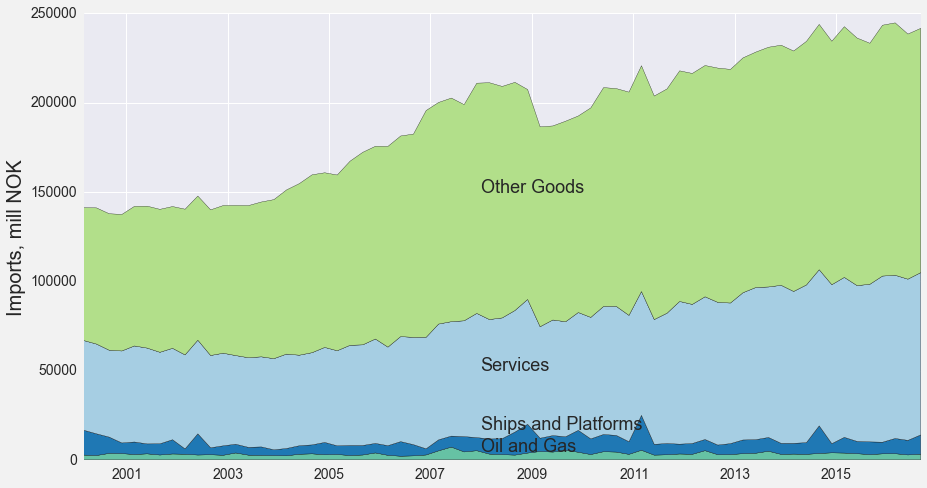 250000
200000
150000
100000
50000
0
Imports, mill NOK
Other Goods
Services
Ships and Platforms
Oil and Gas
2001 2003 2005 2007 2009 2011 2013 2015